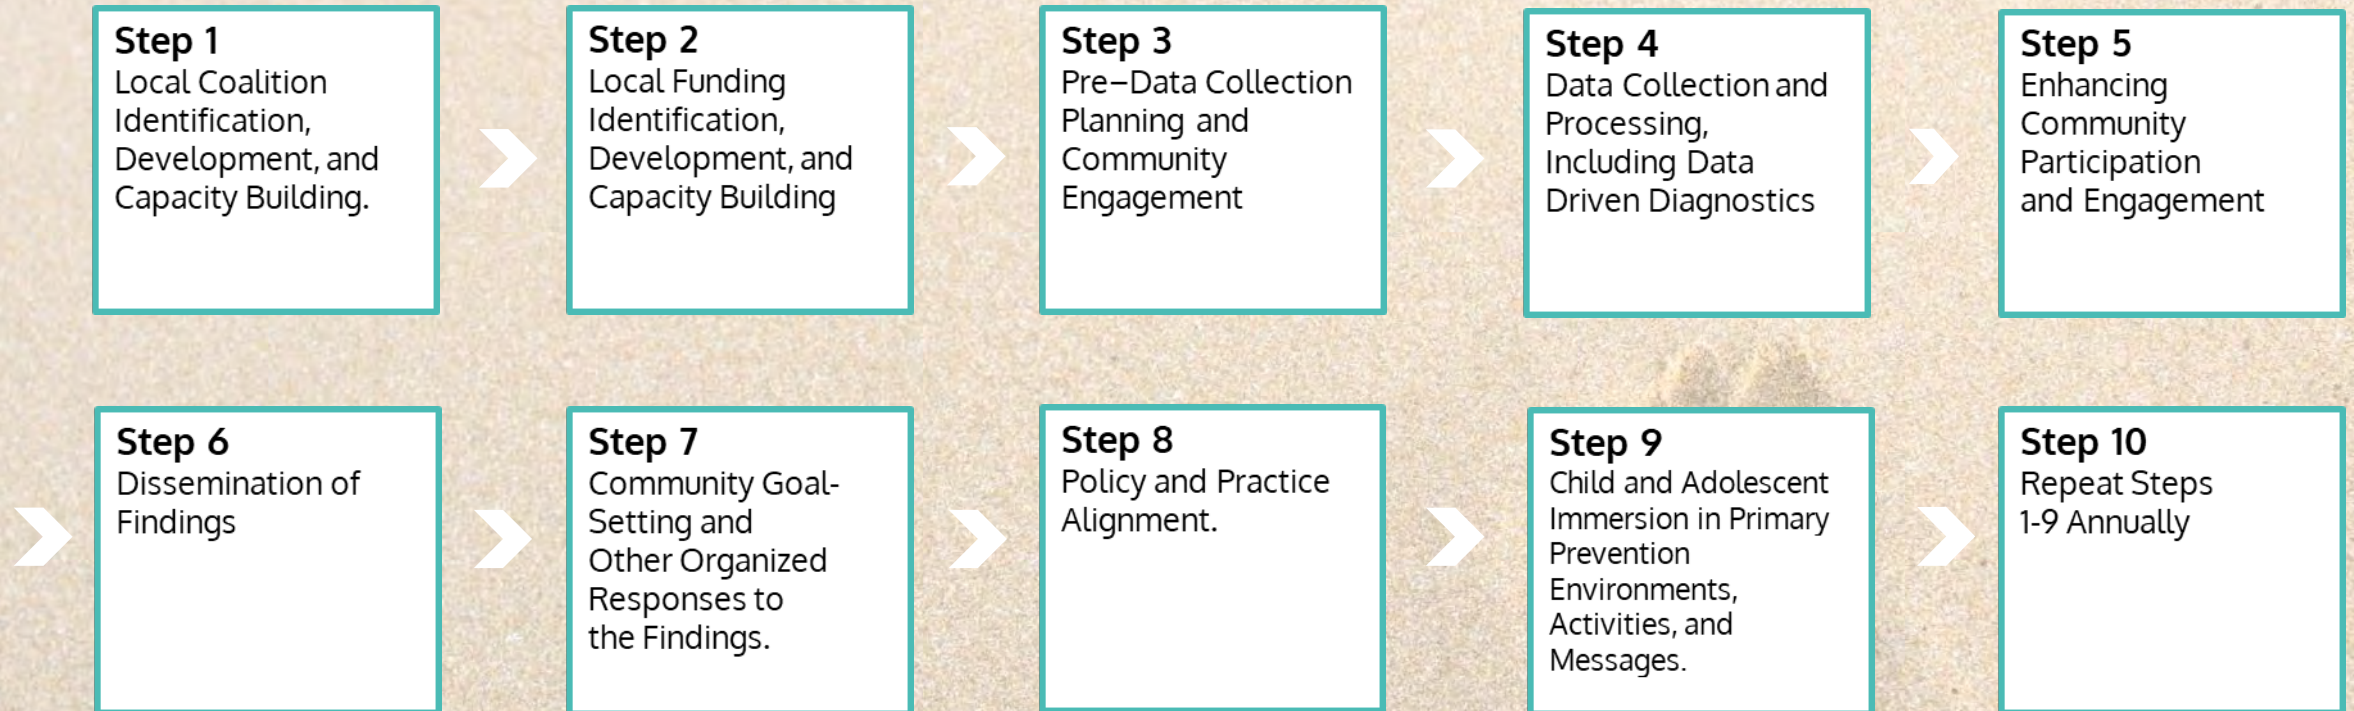 Step 1
Local Coalition
Identification,
Development, and
Capacity Building.
Step 2
Local Funding
Identification,
Development, and
Capacity Building
Step 3
Pre–Data Collection
Planning and
Community
Engagement
Step 4
Data Collection and
Processing,
Including Data
Driven Diagnostics
Step 5
Enhancing
Community
Participation
and Engagement
Step 6
Dissemination of
Findings
Step 7
Community Goal-
Setting and
Other Organized
Responses to
the Findings.
Step 8
Policy and Practice
Alignment.
Step 9
Child and Adolescent
Immersion in Primary
Prevention
Environments,
Activities, and
Messages.
Step 10
Repeat Steps
1-9 Annually